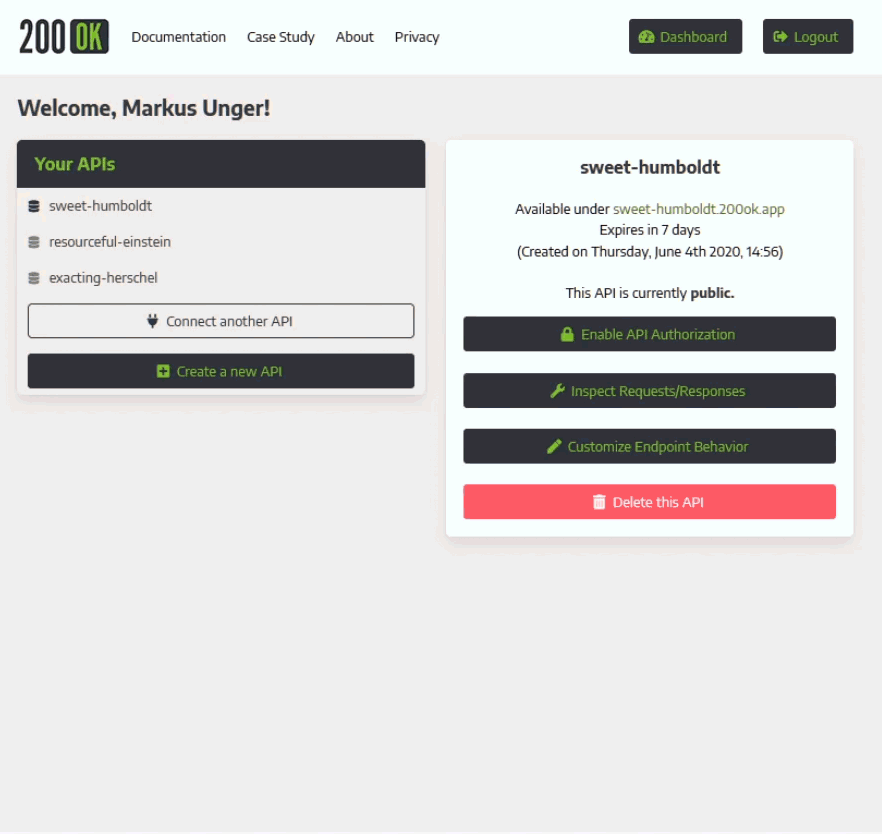 200 OK Documentation Case Study About Privacy Dashboard Logout
Welcome, Markus Unger!
Your APIs
sweet-humboldt
resourceful-einstein
exacting-herschel
Connect another API
Create a new API
sweet-humboldt
Available under sweet-humboldt.200ok.app
Expires in 7 days
(Created on Thursday, June 4th 2020, 14:56)
This API is currently public.
Enable API Authorization
Inspect Requests/Responses
Customize Endpoint Behavior
Delete this API